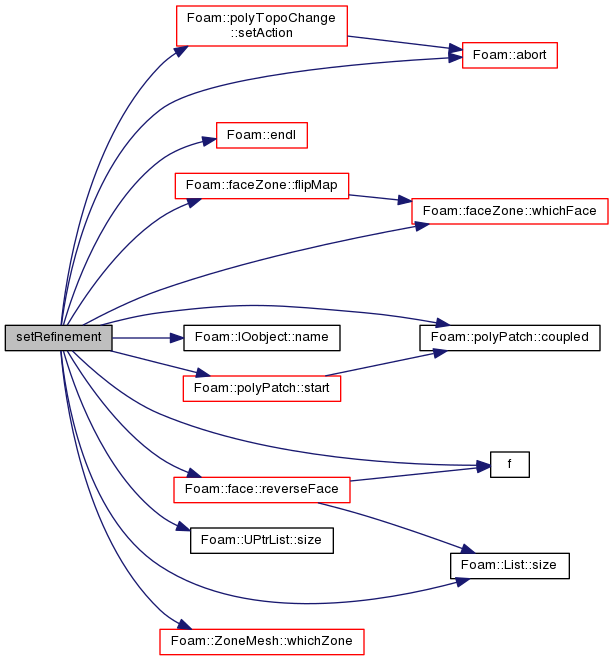 Foam::polyTopoChange
::setAction
Foam::abort
Foam::endl
Foam::faceZone::flipMap
Foam::faceZone::whichFace
setRefinement
Foam::IOobject::name
Foam::polyPatch::coupled
Foam::polyPatch::start
f
Foam::face::reverseFace
Foam::UPtrList::size
Foam::List::size
Foam::ZoneMesh::whichZone